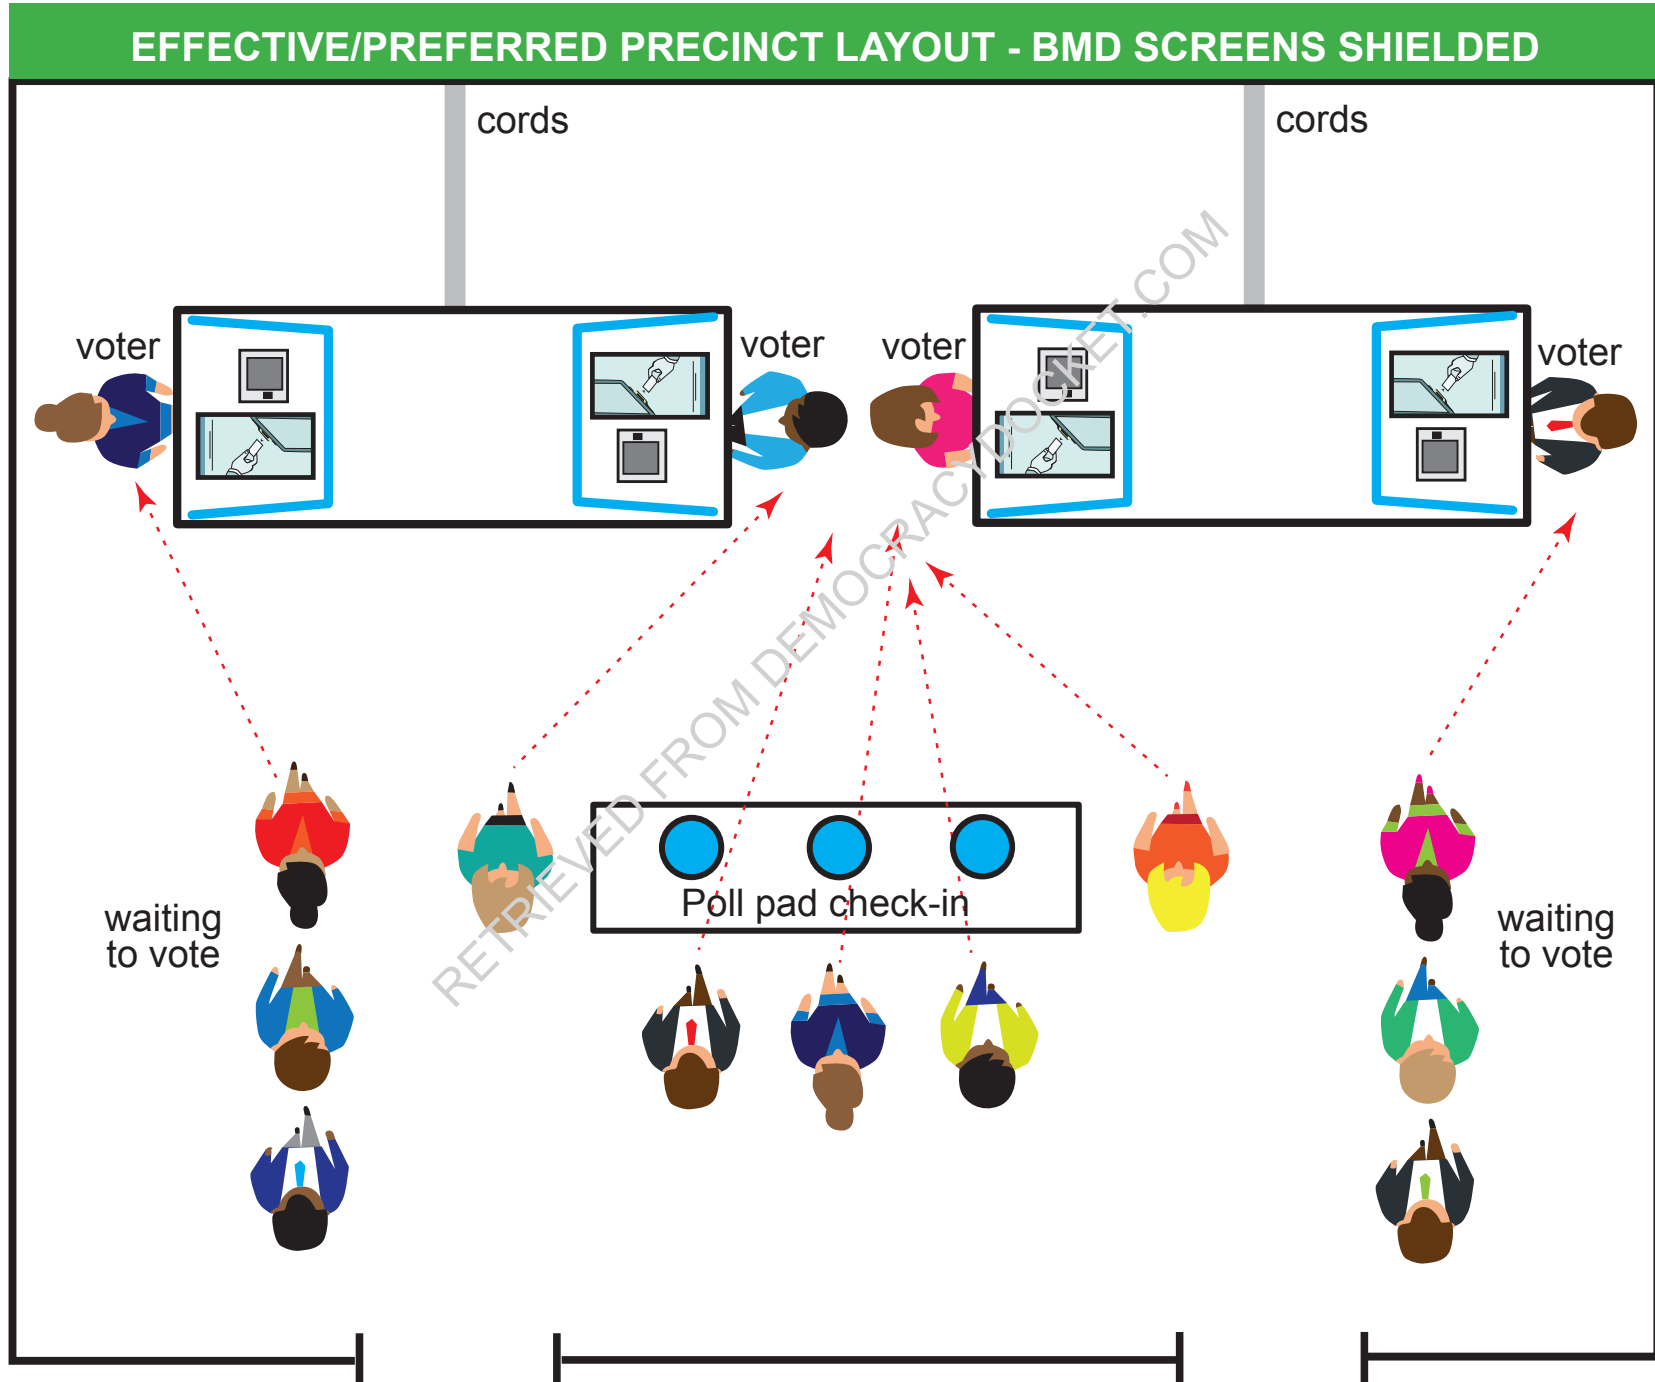 EFFECTIVE/PREFERRED PRECINCT LAYOUT - BMD SCREENS SHIELDED
cords
cords
voter
voter
voter
voter
RETRIEVED FROM DEMOCRACYDOCKET.COM
Poll pad check-in
waiting
to vote
waiting
to vote